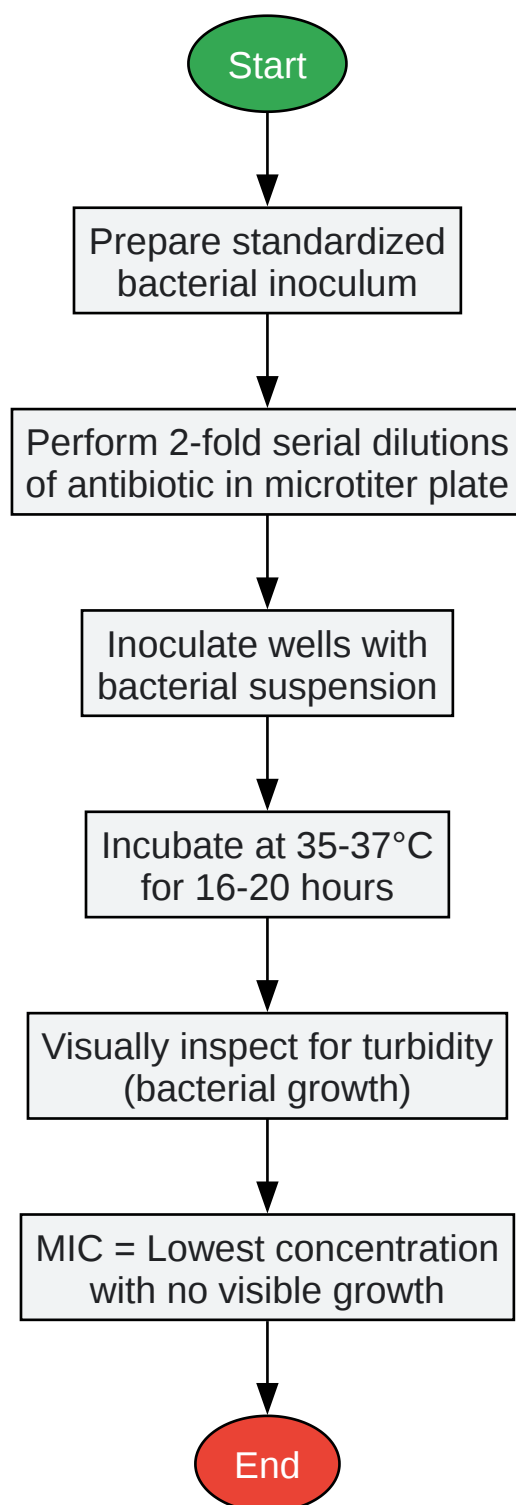 Start
Prepare standardized
bacterial inoculum
Perform 2-fold serial dilutions
of antibiotic in microtiter plate
Inoculate wells with
bacterial suspension
Incubate at 35-37°C
for 16-20 hours
Visually inspect for turbidity
(bacterial growth)
MIC = Lowest concentration
with no visible growth
End